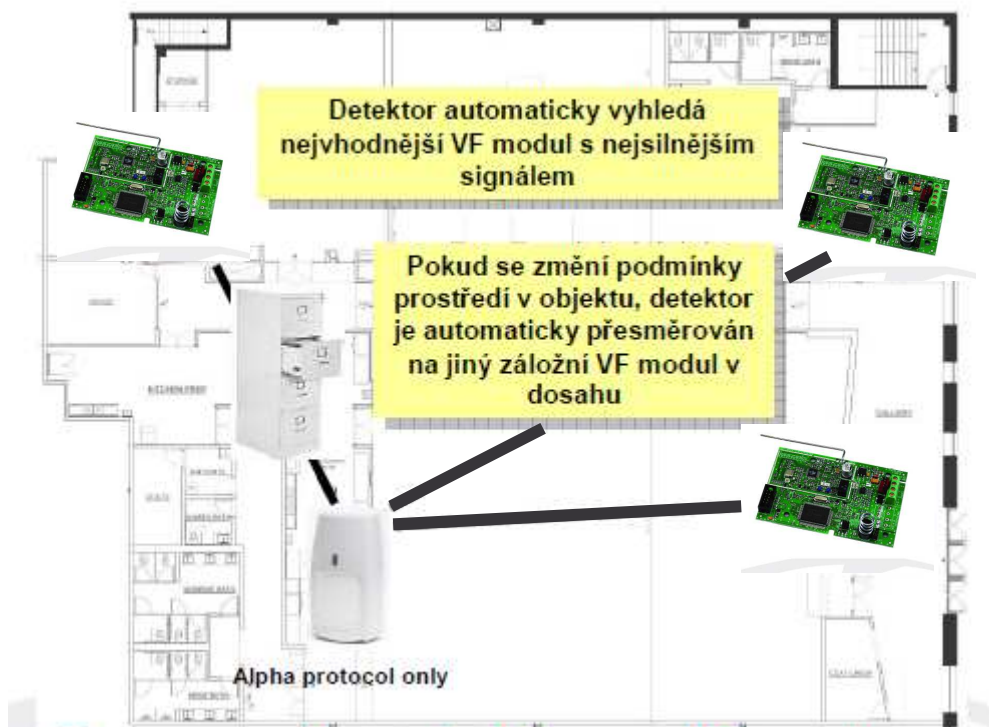 Detektor automaticky vyhledá
nejvhodnější VF modul s nejsilnějším
signálem
Pokud se změní podmínky
prostředí v objektu, detektor
je automaticky přesměrován
na jiný záložní VF modul v
dosahu
Alpha protocol only